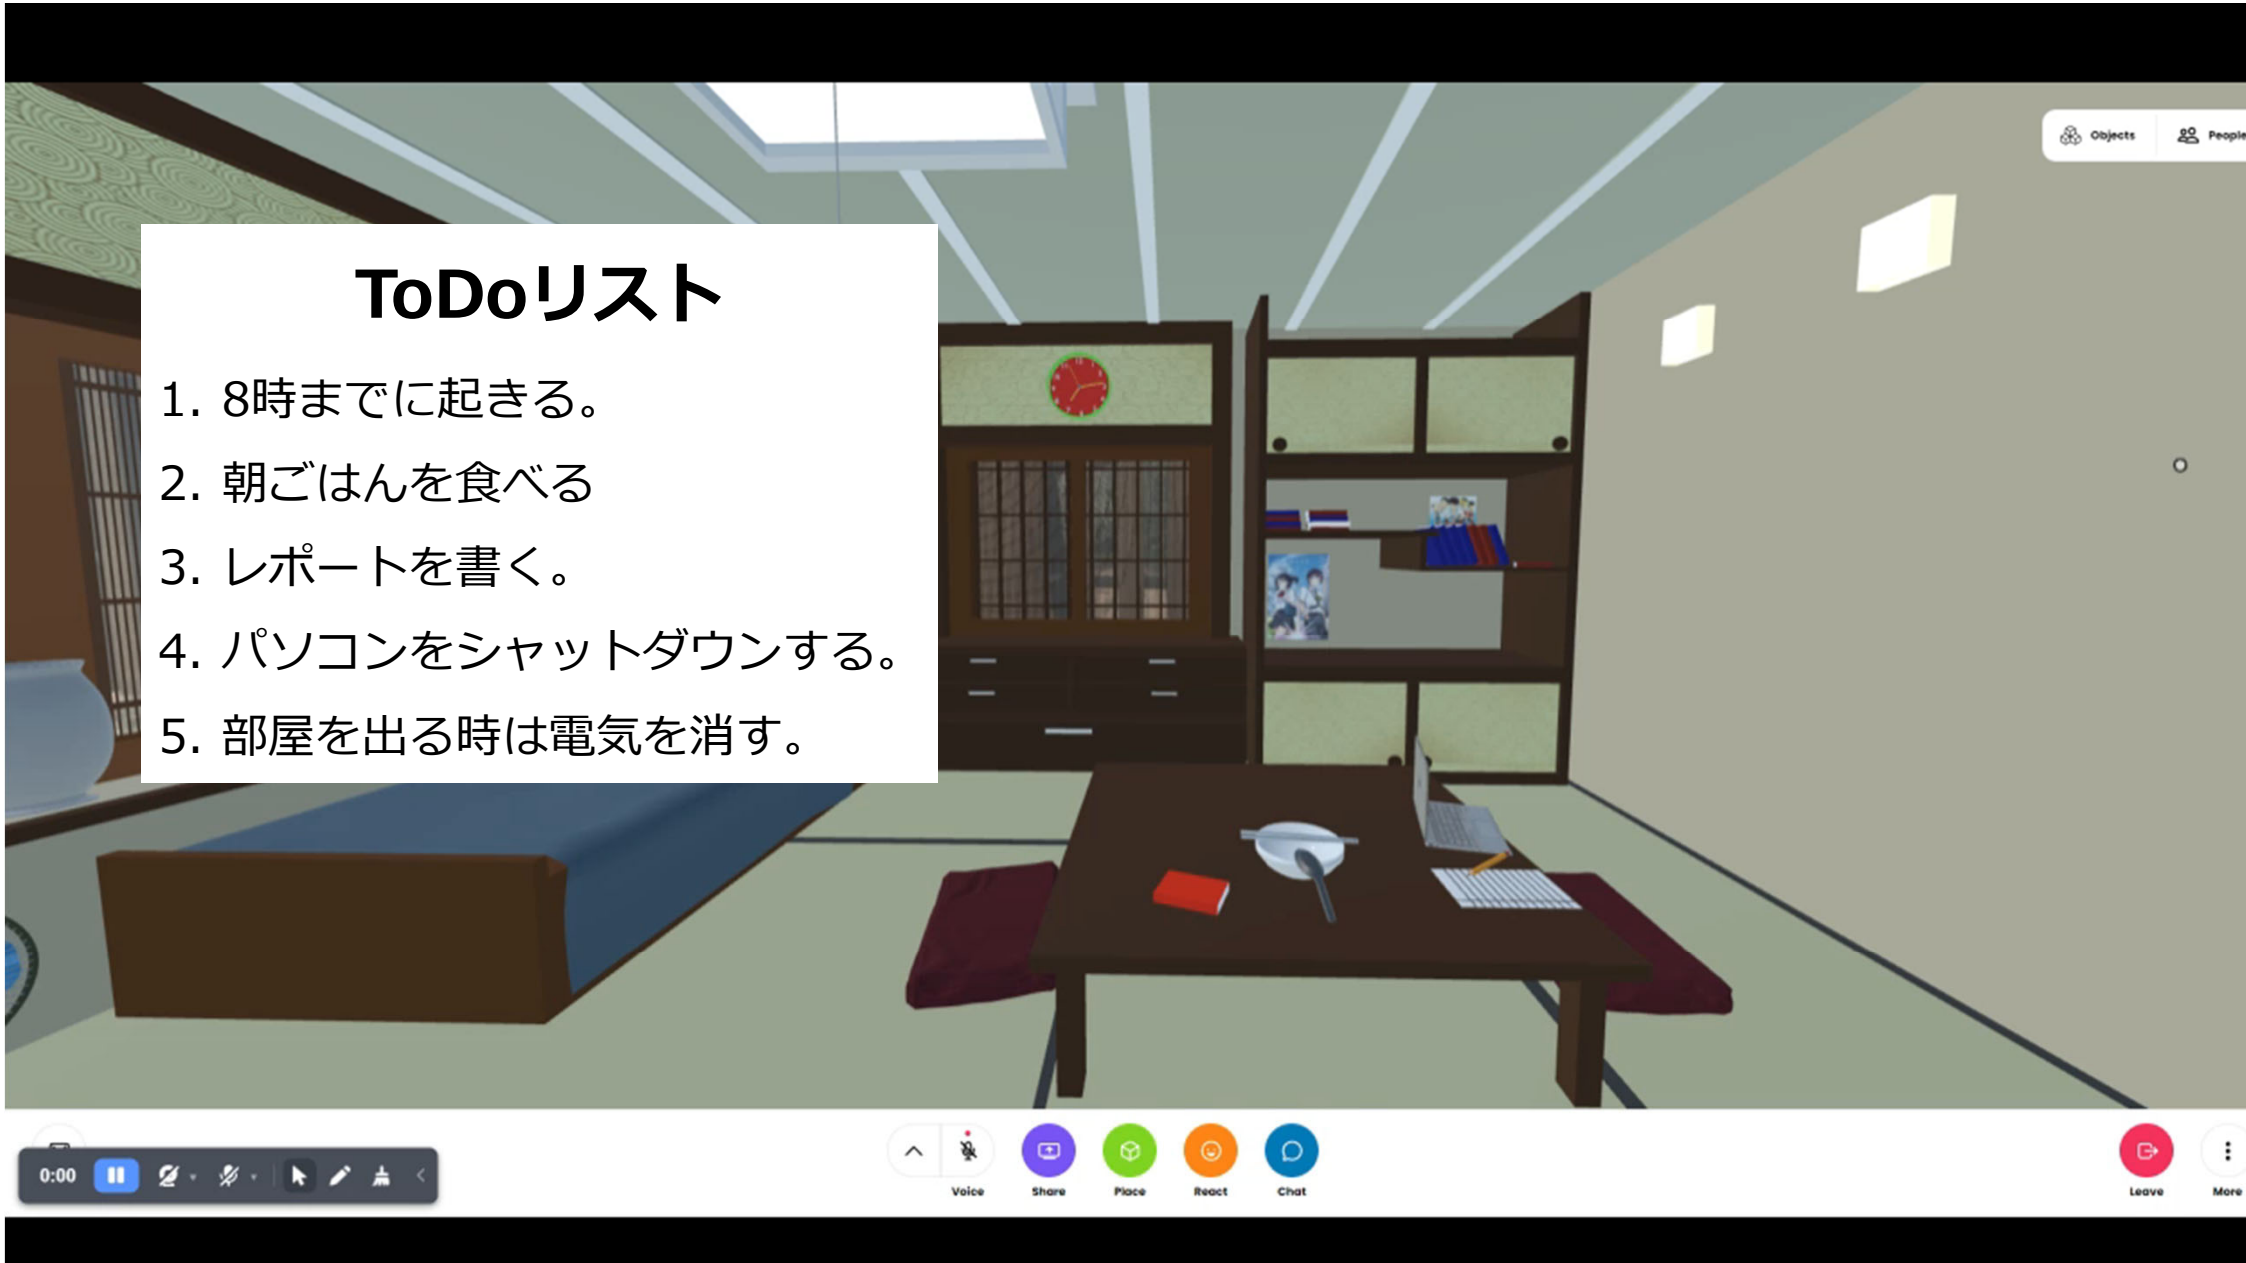 Objects
People
ToDoリスト
1. 8時までに起きる。
2. 朝ごはんを食べる
3. レポートを書く。
4. パソコンをシャットダウンする。
5. 部屋を出る時は電気を消す。
0:00
Voice
Share
Place
React
Chat
Leave
More